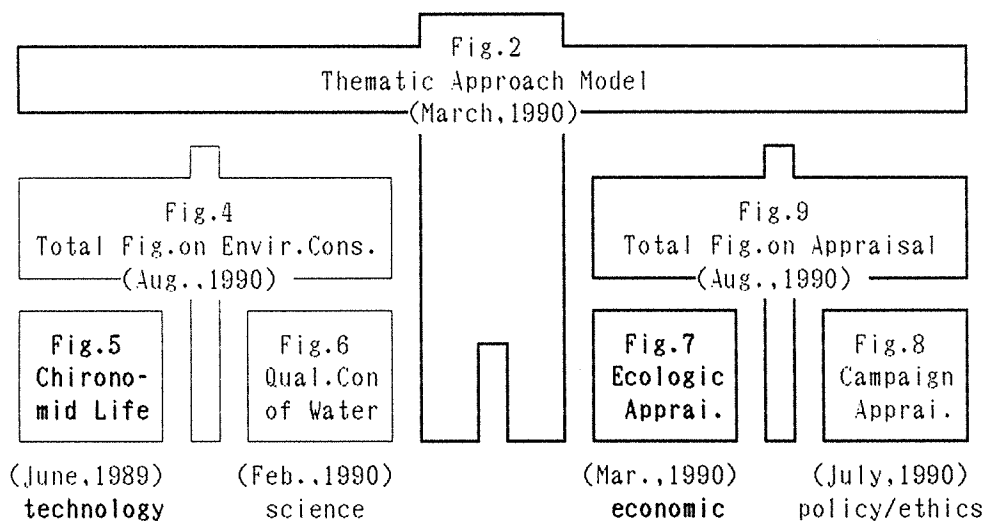 Fig.2
Thematic Approach Model
(March,1990)
Fig.4
Total Fig.on Envir.Cons.
(Aug.,1990)
Fig.9
Total Fig.on Appraisal
(Aug.,1990)
Fig.5
Chirono-
mid Life
Fig.6
Qual.Con
of Water
Fig.7
Ecologic
Apprai.
Fig.8
Campaign
Apprai.
(June,1989)
technology
(Feb.,1990)
science
(Mar.,1990)
economic
(July,1990)
policy/ethics